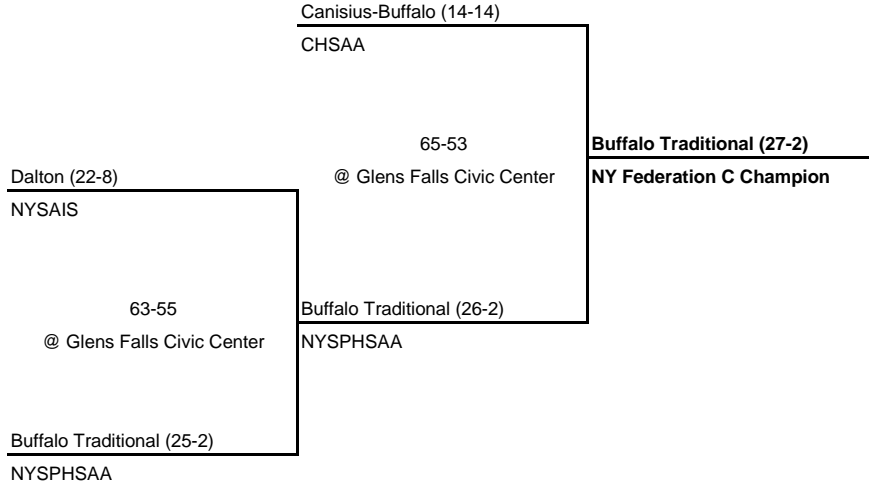 Canisius-Buffalo (14-14)
CHSAA
65-53
Buffalo Traditional (27-2)
Dalton (22-8)
@ Glens Falls Civic Center
NY Federation C Champion
NYSAIS
63-55
Buffalo Traditional (26-2)
@ Glens Falls Civic Center
NYSPHSAA
Buffalo Traditional (25-2)
NYSPHSAA